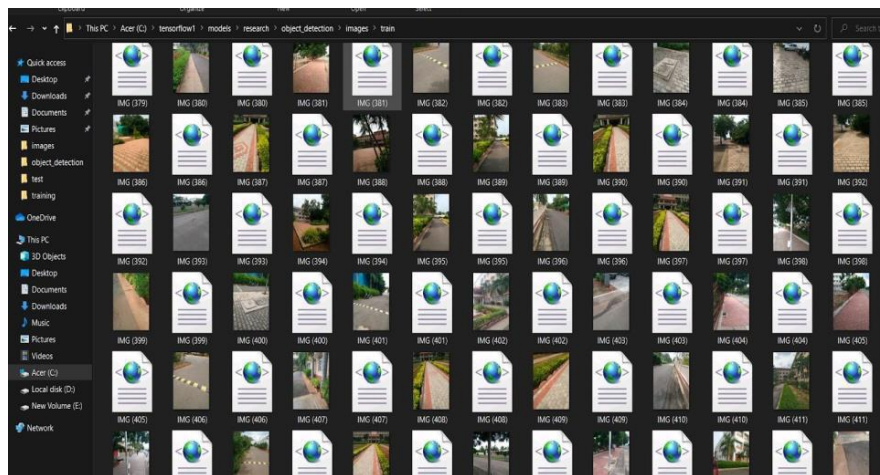 Clipboard Organize New Open Select
This PC > Acer (C:) > tensorflow1 > models > research > object_detection > images > train
Search
Quick access
Desktop
Downloads
Documents
Pictures
images
object_detection
test
training
OneDrive
This PC
3D Objects
Desktop
Documents
Downloads
Music
Pictures
Videos
Acer (C:)
Local disk (D:)
New Volume (E:)
Network
IMG (379) IMG (380) IMG (380) IMG (381) IMG (381) IMG (382) IMG (382) IMG (383) IMG (383) IMG (384) IMG (384) IMG (385) IMG (385)
IMG (386) IMG (386) IMG (387) IMG (387) IMG (388) IMG (388) IMG (389) IMG (389) IMG (390) IMG (390) IMG (391) IMG (391) IMG (392)
IMG (392) IMG (393) IMG (393) IMG (394) IMG (394) IMG (395) IMG (395) IMG (396) IMG (396) IMG (397) IMG (397) IMG (398) IMG (398)
IMG (399) IMG (399) IMG (400) IMG (400) IMG (401) IMG (401) IMG (402) IMG (402) IMG (403) IMG (403) IMG (404) IMG (404) IMG (405)
IMG (405) IMG (406) IMG (406) IMG (407) IMG (407) IMG (408) IMG (408) IMG (409) IMG (409) IMG (410) IMG (410) IMG (411) IMG (411)